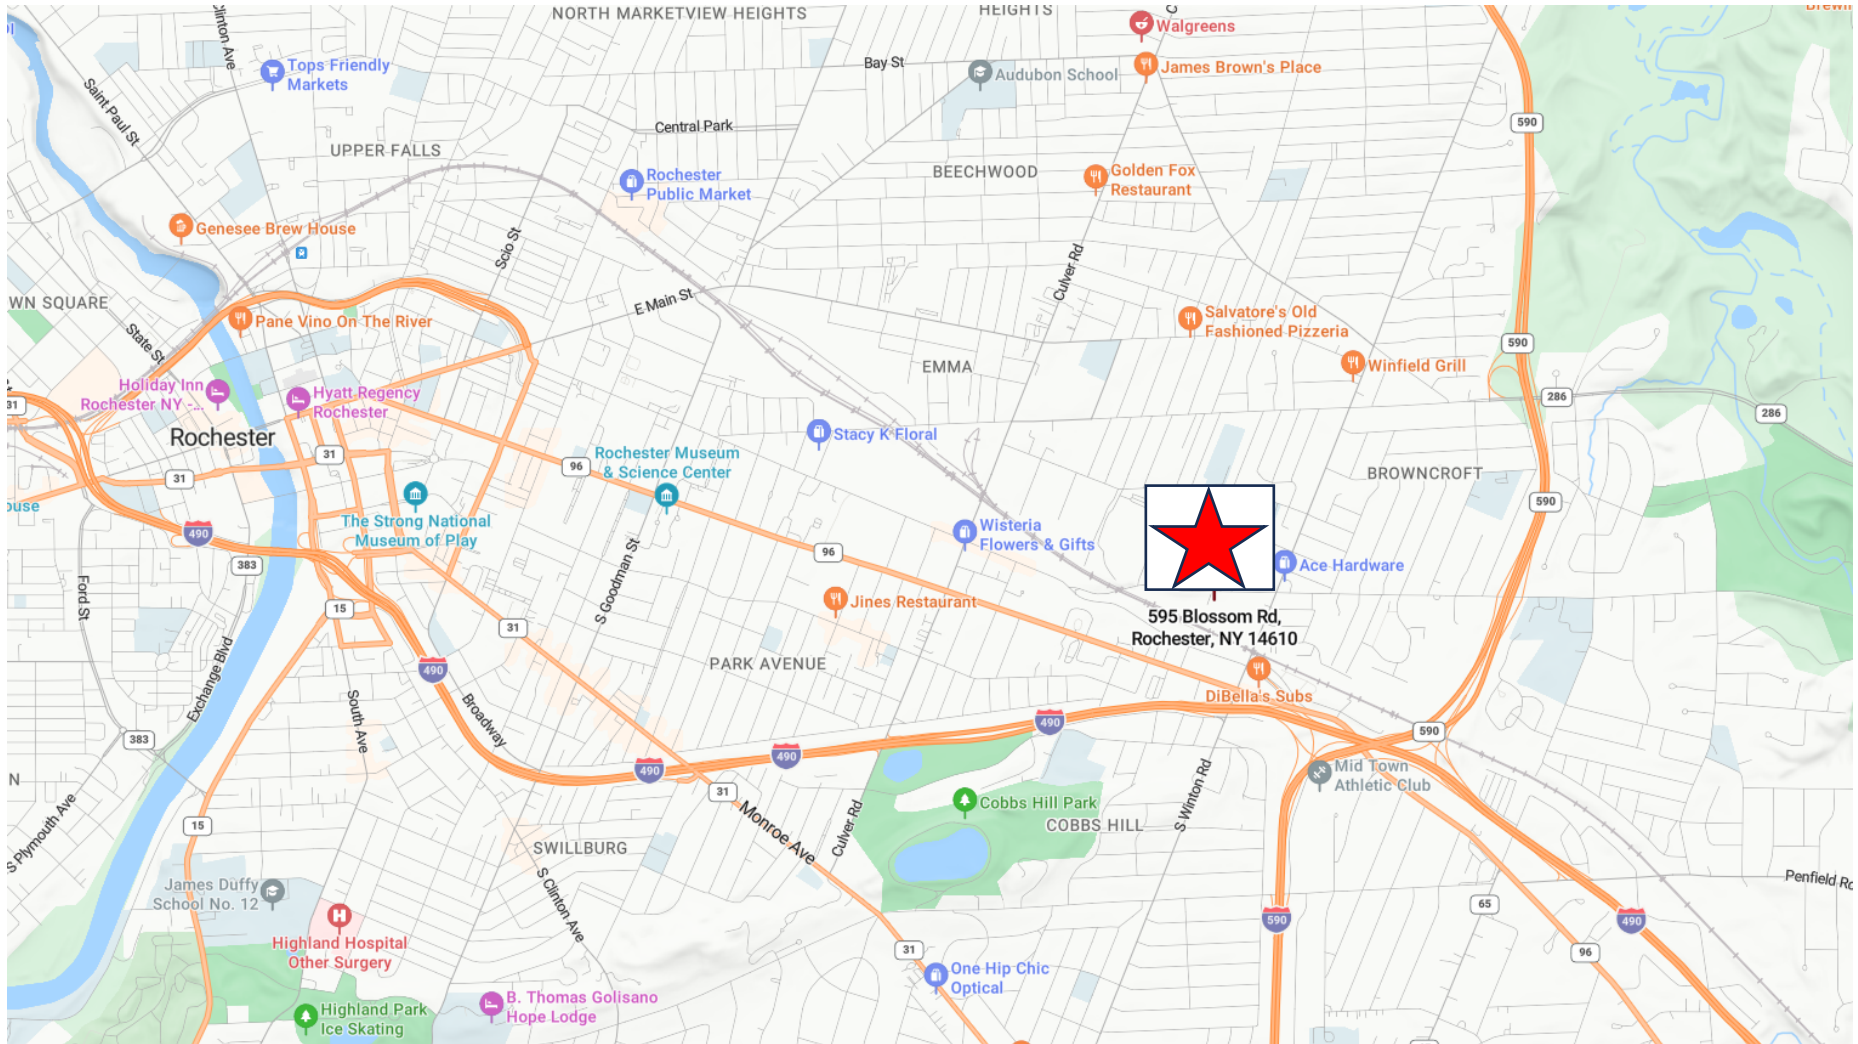 NORTH MARKETVIEW HEIGHTS
HEIGHTS
Walgreens
Clinton Ave
Tops Friendly
Markets
Bay St
Audubon School
James Brown's Place
Saint Paul St
Central Park
590
UPPER FALLS
BEECHWOOD
Rochester
Public Market
Golden Fox
Restaurant
Genesee Brew House
Scio St
Culver Rd
WN SQUARE
E Main St
Pane Vino On The River
State St
Salvatore's Old
Fashioned Pizzeria
590
EMMA
Winfield Grill
Holiday Inn
Rochester NY -...
Hyatt Regency
Rochester
31
286
286
Rochester
Stacy K Floral
31
Rochester Museum
& Science Center
96
31
BROWNCROFT
590
ouse
The Strong National
Museum of Play
490
Wisteria
Flowers & Gifts
96
383
Ace Hardware
Ford St
S Goodman St
Jines Restaurant
15
31
595 Blossom Rd,
Rochester, NY 14610
PARK AVENUE
490
Exchange Blvd
DiBella's Subs
South Ave
Broadway
490
383
590
490
490
Mid Town
Athletic Club
N
31
Monroe Ave
Culver Rd
Cobbs Hill Park
COBBS HILL
S Winton Rd
S Plymouth Ave
15
SWILLBURG
James Duffy
School No. 12
S Clinton Ave
Penfield Rd
65
590
490
Highland Hospital
Other Surgery
31
96
One Hip Chic
Optical
B. Thomas Golisano
Hope Lodge
Highland Park
Ice Skating